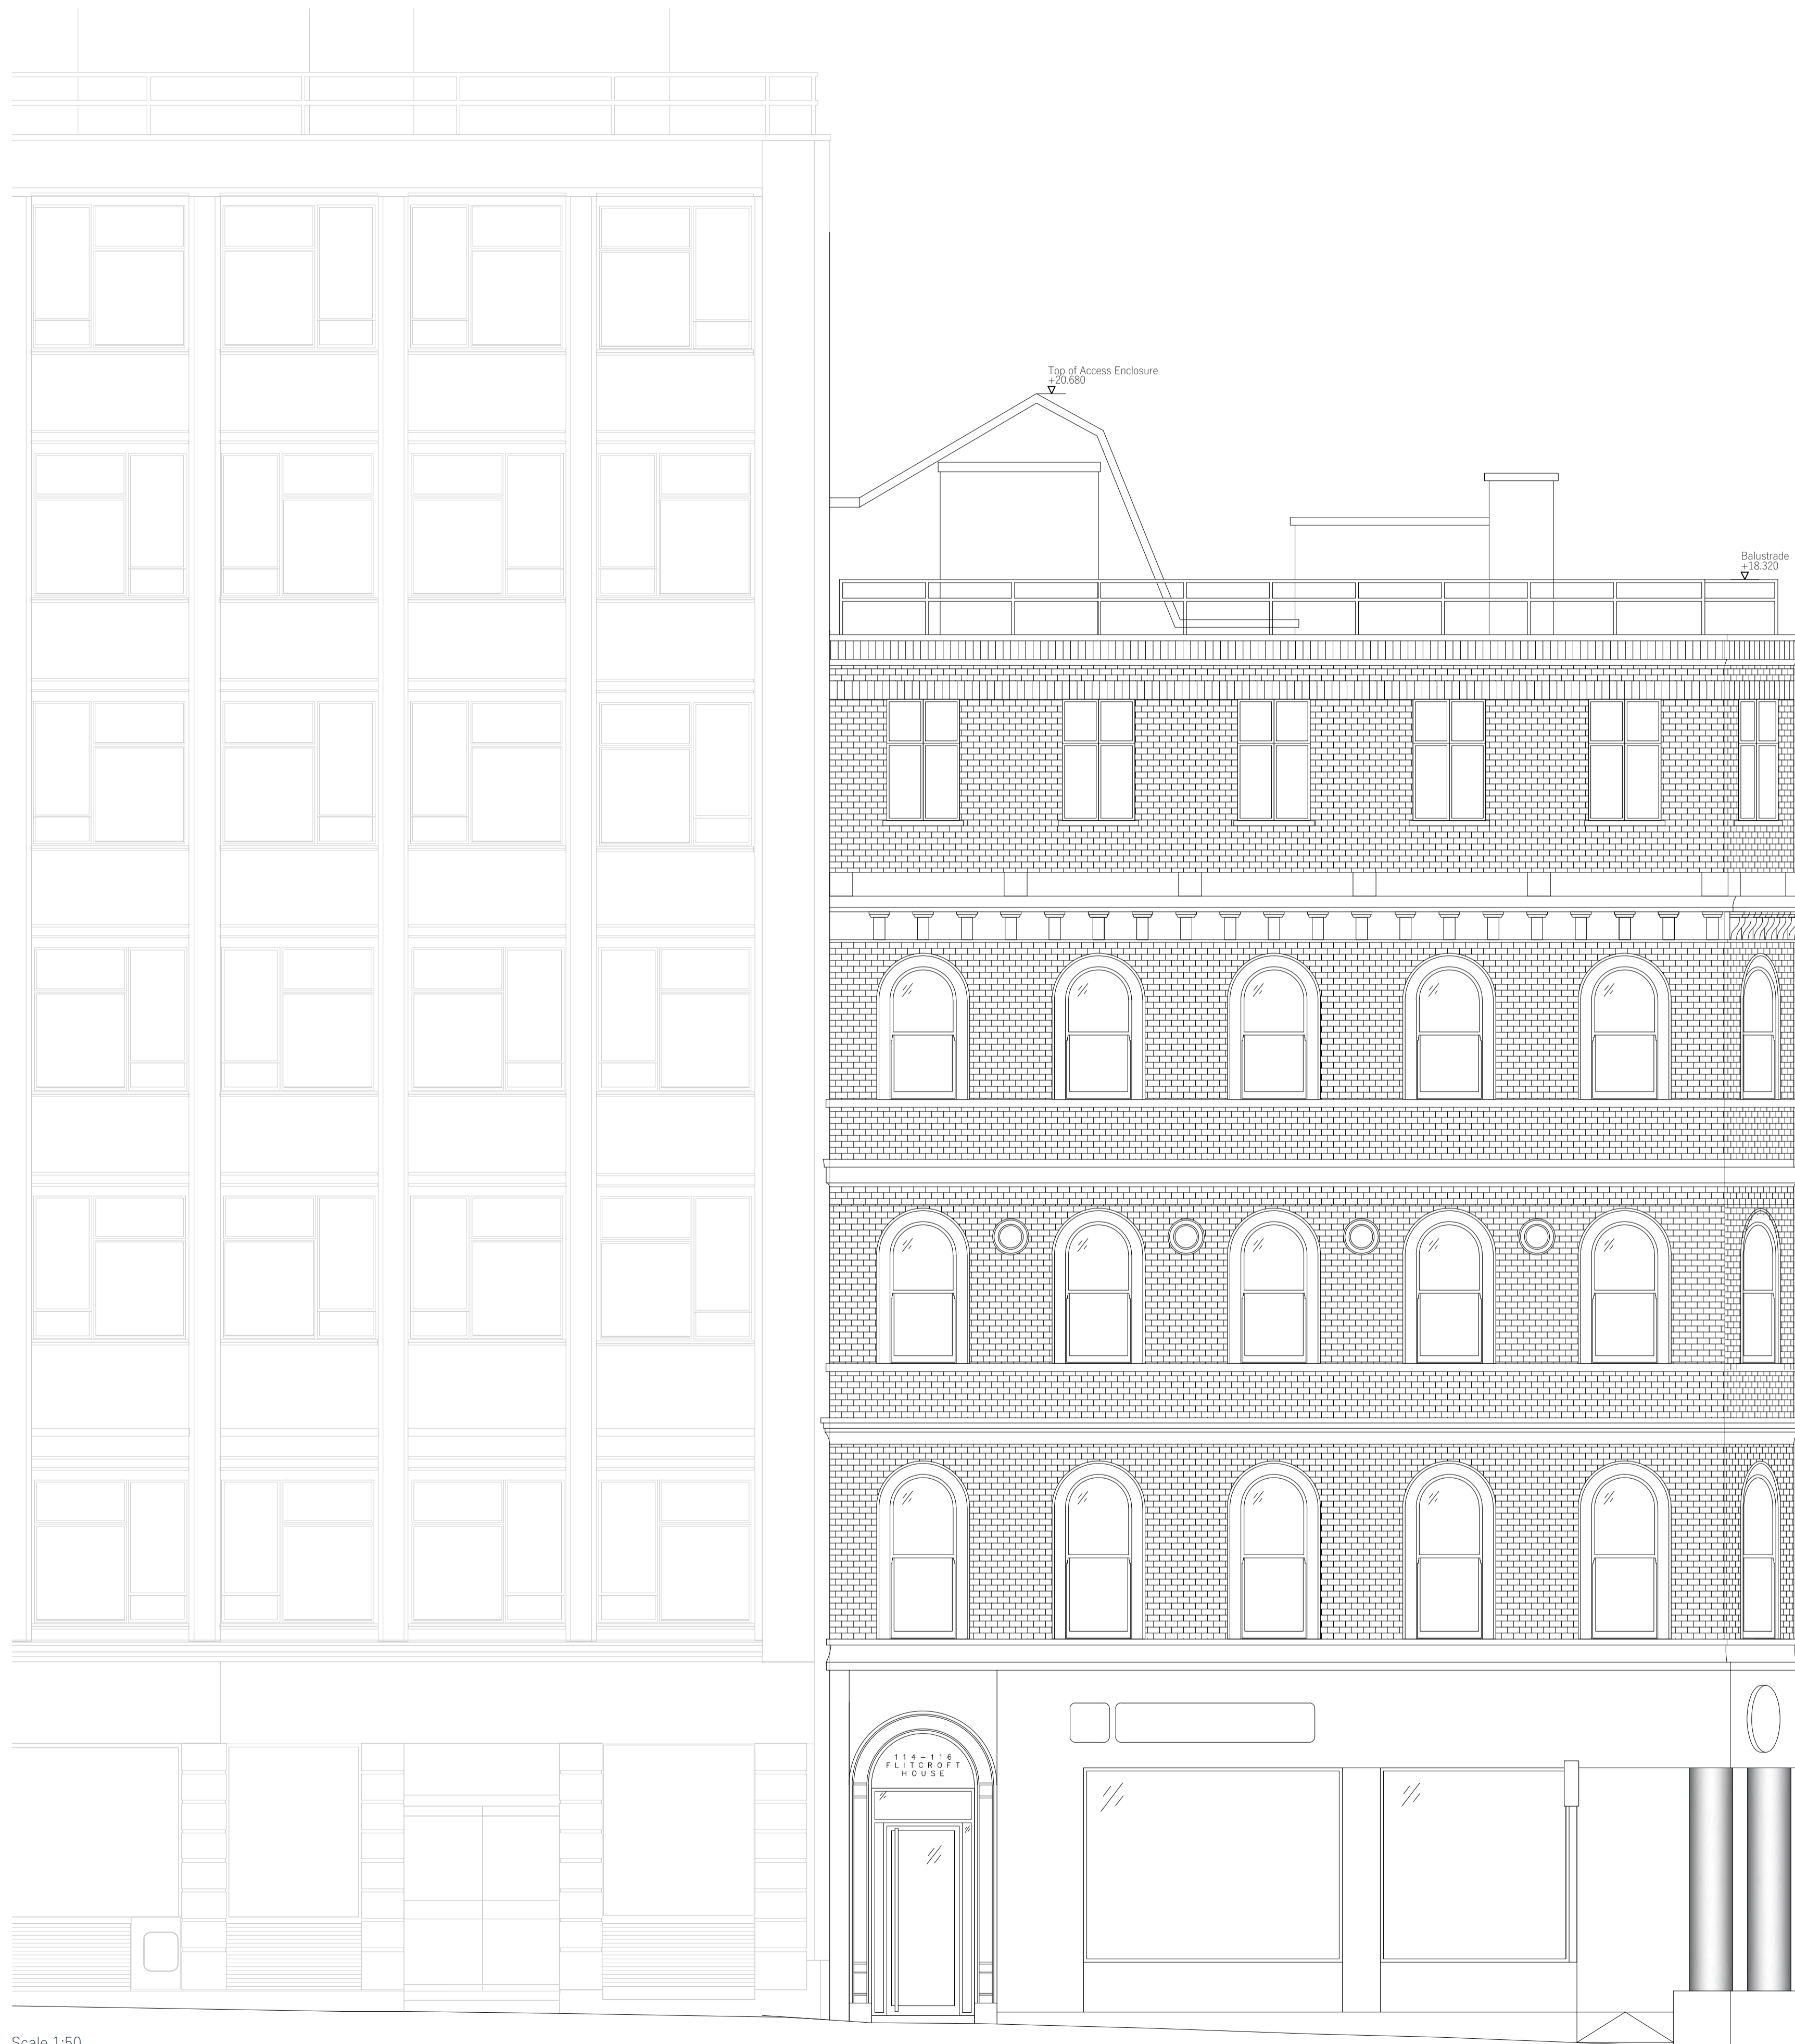 Top of Access Enclosure
+20.680
Balustrade
+18.320
114-116
FLITCROFT
HOUSE
Scale 1:50